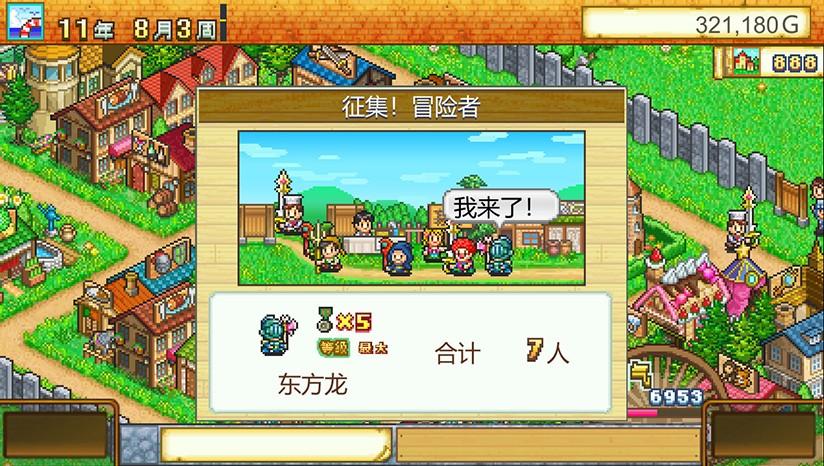 11年 8月3周
321,180G
888
征集！冒险者
我来了！
×5
等级 最大
合计 7人
东方龙
6953